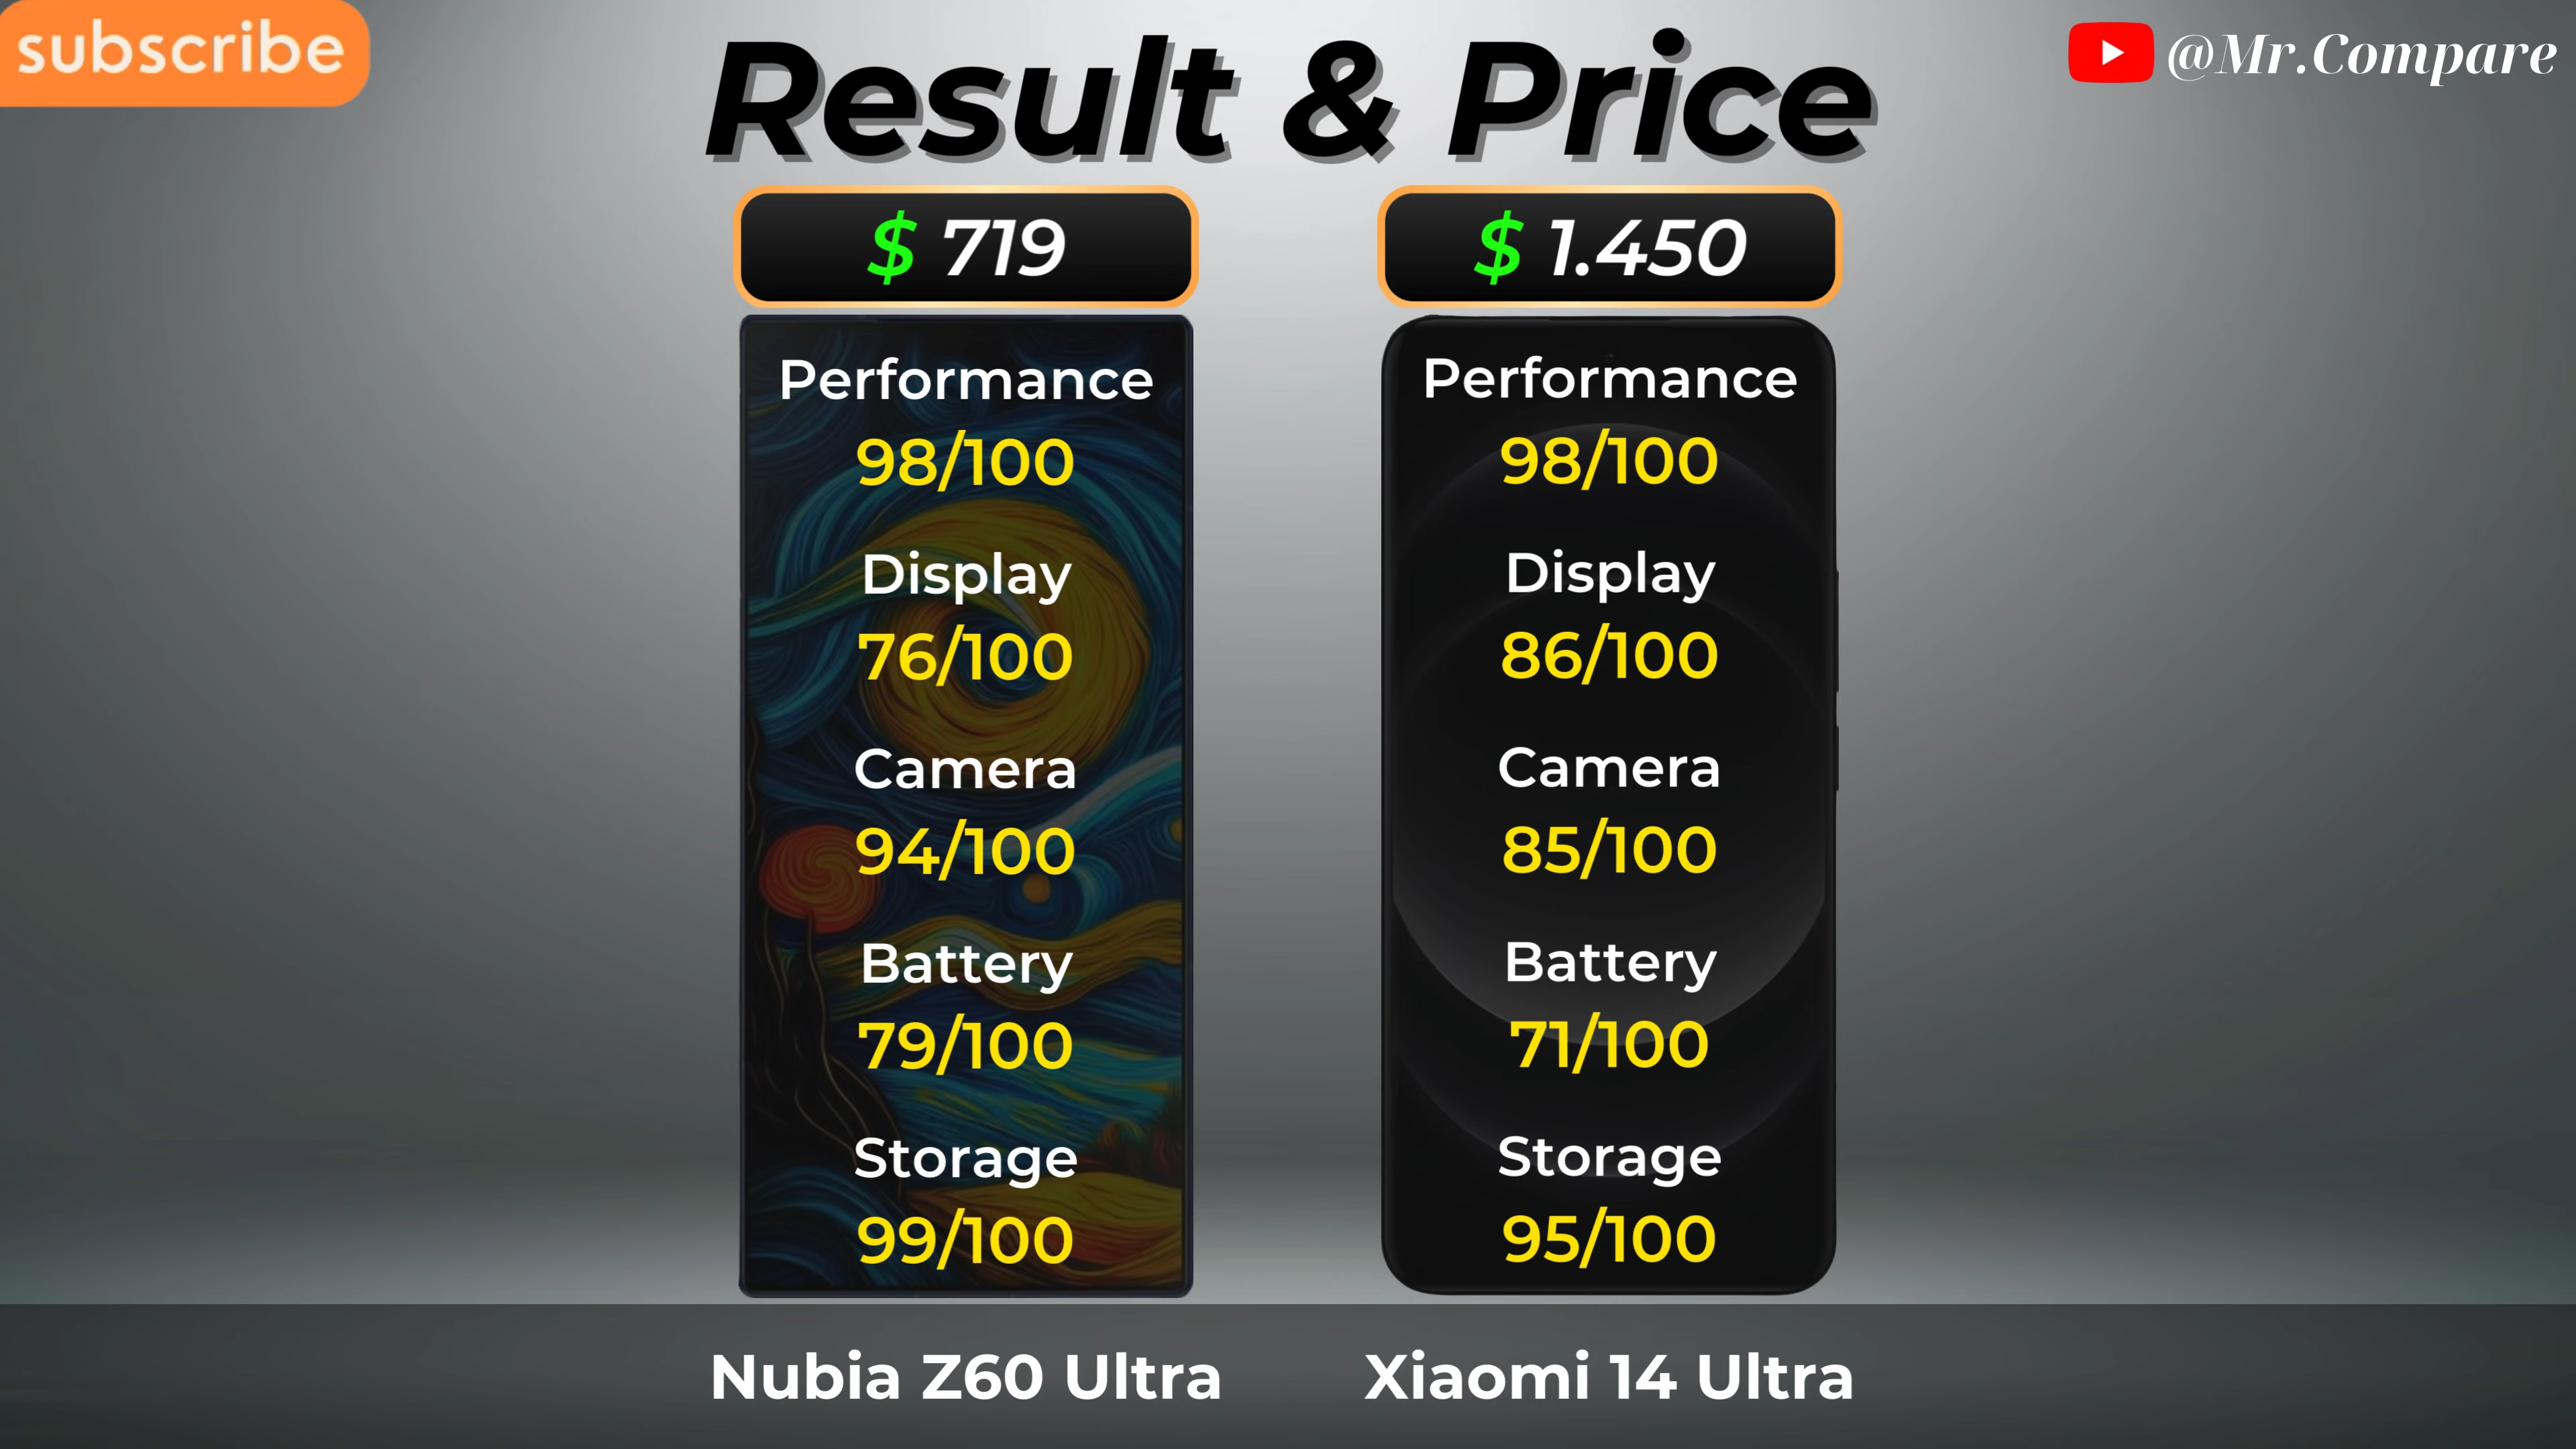 subscribe
Result & Price
@Mr.Compare
$ 719
$ 1.450
Performance
98/100
Display
76/100
Camera
94/100
Battery
79/100
Storage
99/100
Performance
98/100
Display
86/100
Camera
85/100
Battery
71/100
Storage
95/100
Nubia Z60 Ultra
Xiaomi 14 Ultra